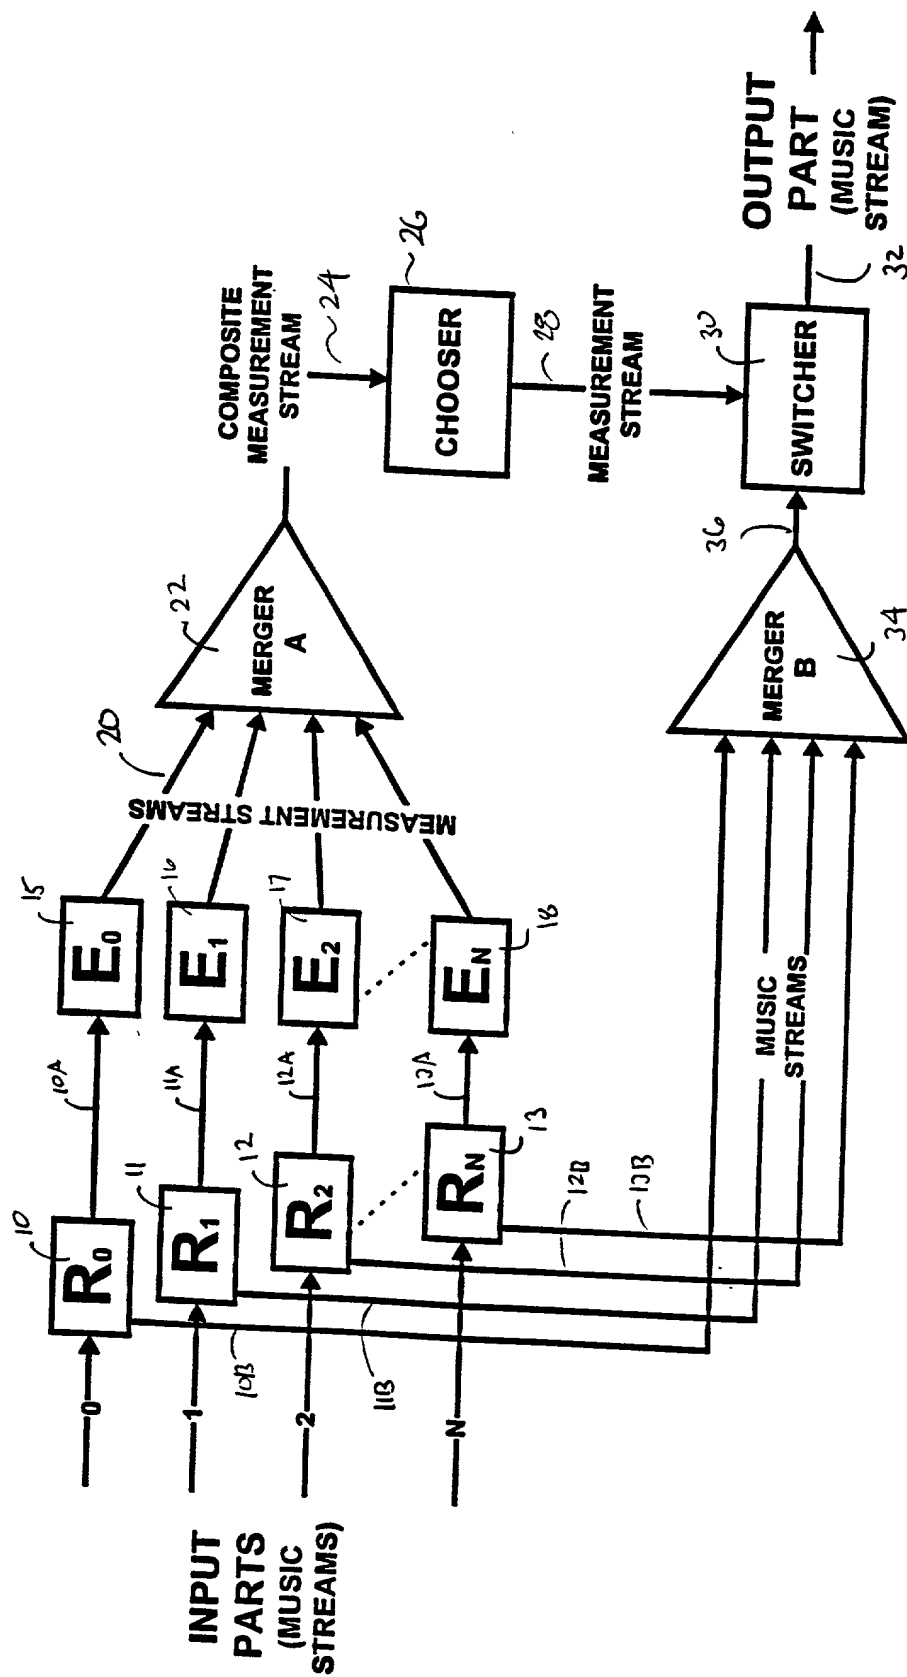 INPUT
PARTS
(MUSIC
STREAMS)
0
1
2
N
10
R0
10A
15
E0
11
R1
11A
16
E1
12
R2
12A
17
E2
13
RN
13A
18
EN
10B
11B
12B
13B
20
MEASUREMENT STREAMS
22
MERGER
A
COMPOSITE
MEASUREMENT
STREAM
24
26
CHOOSER
28
MEASUREMENT
STREAM
MUSIC
STREAMS
MERGER
B
34
36
30
SWITCHER
32
OUTPUT
PART
(MUSIC
STREAM)